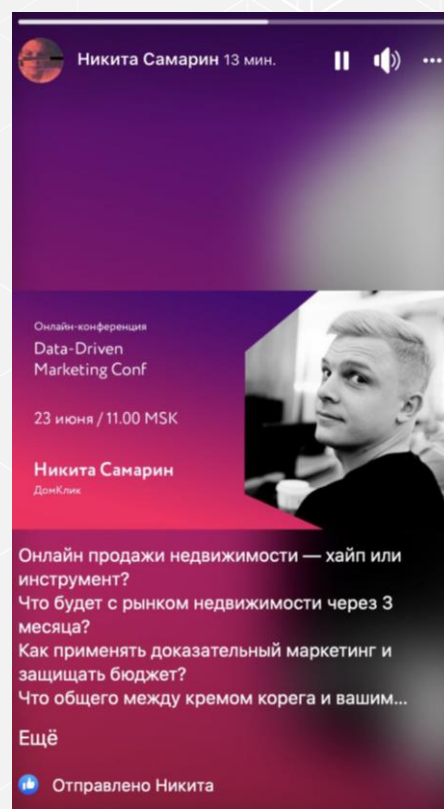 Никита Самарин 13 мин.
Онлайн-конференция
Data-Driven
Marketing Conf
23 июня / 11.00 MSK
Никита Самарин
ДомКлик
Онлайн продажи недвижимости — хайп или
инструмент?
Что будет с рынком недвижимости через 3
месяца?
Как применять доказательный маркетинг и
защищать бюджет?
Что общего между кремом корега и вашим...
Ещё
Отправлено Никита